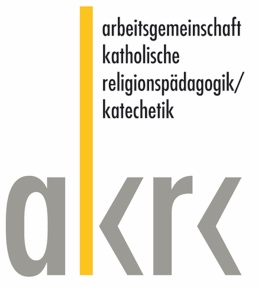 arbeitsgemeinschaft
katholische
religionspädagogik/
katechetik
akrk